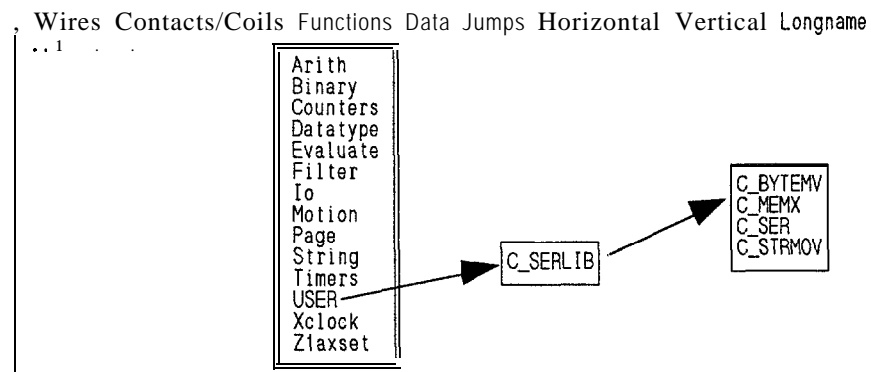 , Wires Contacts/Coils Functions Data Jumps Horizontal Vertical Longname
Arith
Binary
Counters
Datatype
Evaluate
Filter
Io
Motion
Page
String
Timers
USER
Xclock
Z1axset
C_SERLIB
C_BYTEMV
C_MEMX
C_SER
C_STRMOV